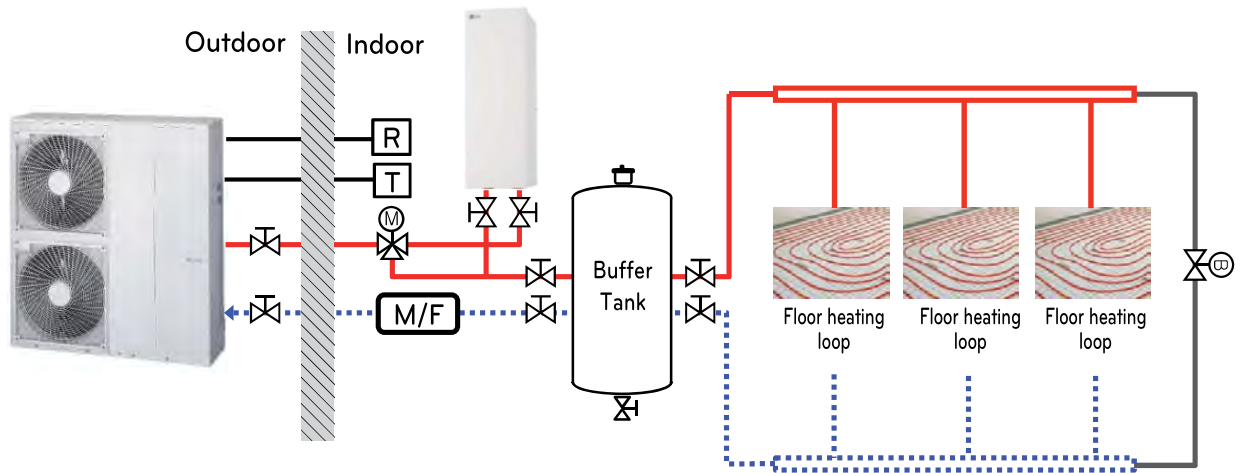 Outdoor
Indoor
R
T
M
M/F
Buffer
Tank
Floor heating
loop
Floor heating
loop
Floor heating
loop
B